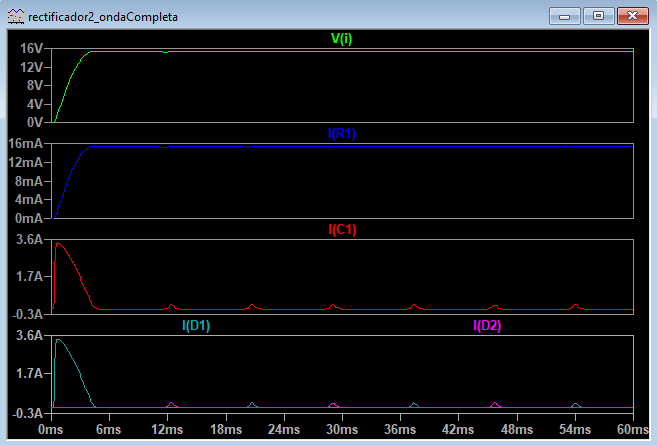 rectificador2_ondaCompleta
V(i)
16V
12V
8V
4V
0V
I(R1)
16mA
12mA
8mA
4mA
0mA
I(C1)
3.6A
1.7A
-0.3A
I(D1) I(D2)
3.6A
1.7A
-0.3A
0ms 6ms 12ms 18ms 24ms 30ms 36ms 42ms 48ms 54ms 60ms